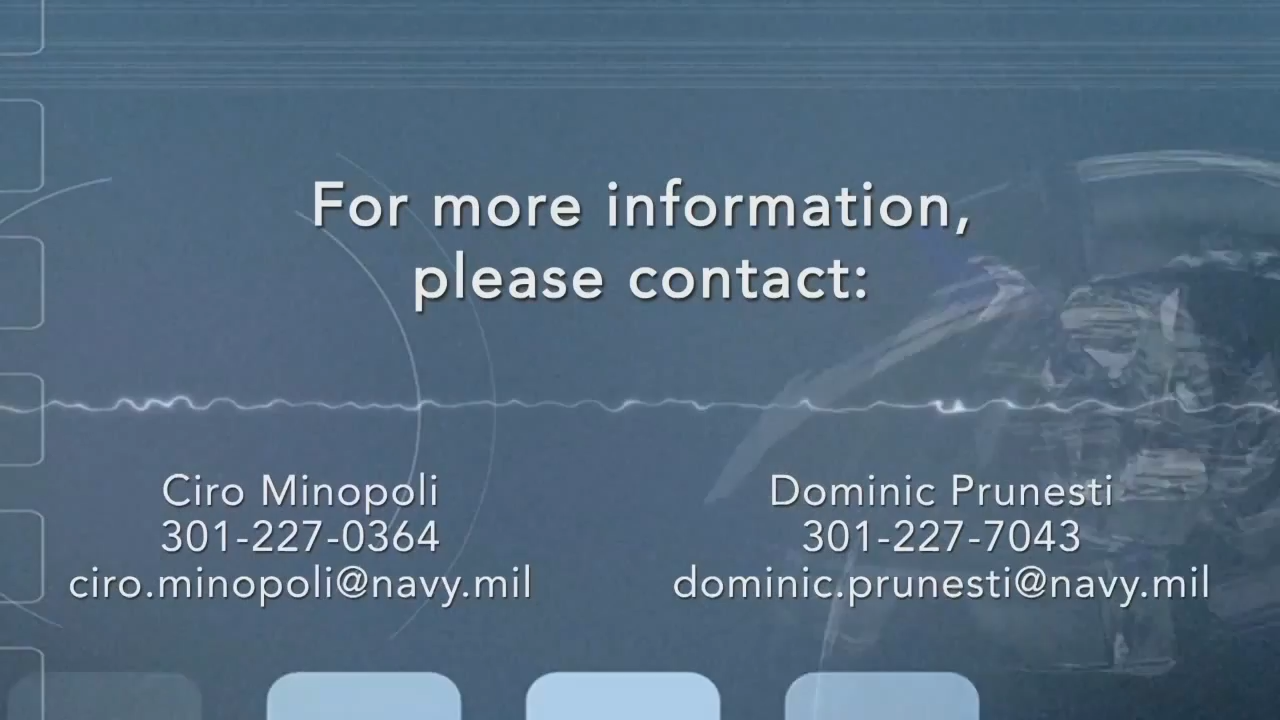 For more information,
please contact:
Ciro Minopoli
301-227-0364
ciro.minopoli@navy.mil
Dominic Prunesti
301-227-7043
dominic.prunesti@navy.mil